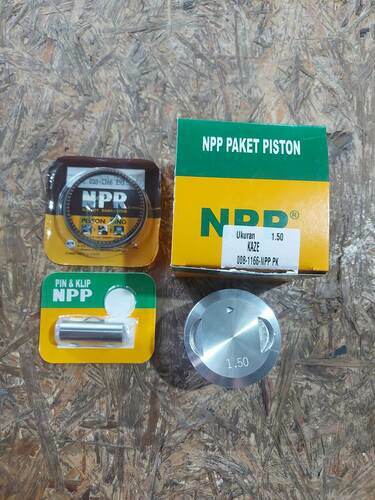 NPP PAKET PISTON
NPP®
Ukuran 1.50
KAZE
008-1166-NPP PK
NPR
PISTON RING
PIN & KLIP
NPP
1.50